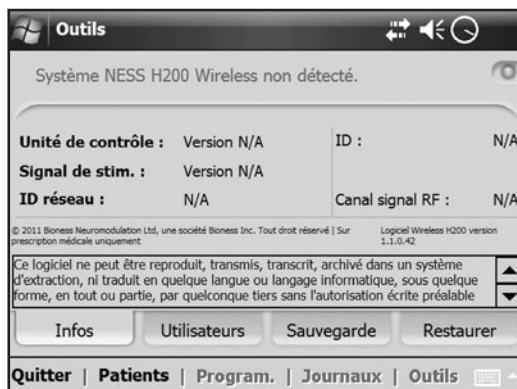 Outils
Système NESS H200 Wireless non détecté.
Unité de contrôle : Version N/A ID : N/A
Signal de stim. : Version N/A
ID réseau : N/A Canal signal RF : N/A
© 2011 Bioness Neuromodulation Ltd, une société Bioness Inc. Tout droit réservé | Sur prescription médicale uniquement
Logiciel Wireless H200 version 1.1.0.42
Ce logiciel ne peut être reproduit, transmis, transcrit, archivé dans un système
d'extraction, ni traduit en quelque langue ou langage informatique, sous quelque
forme, en tout ou partie, par quelconque tiers sans l'autorisation écrite préalable
Infos Utilisateurs Sauvegarde Restaurer
Quitter | Patients | Program. | Journaux | Outils